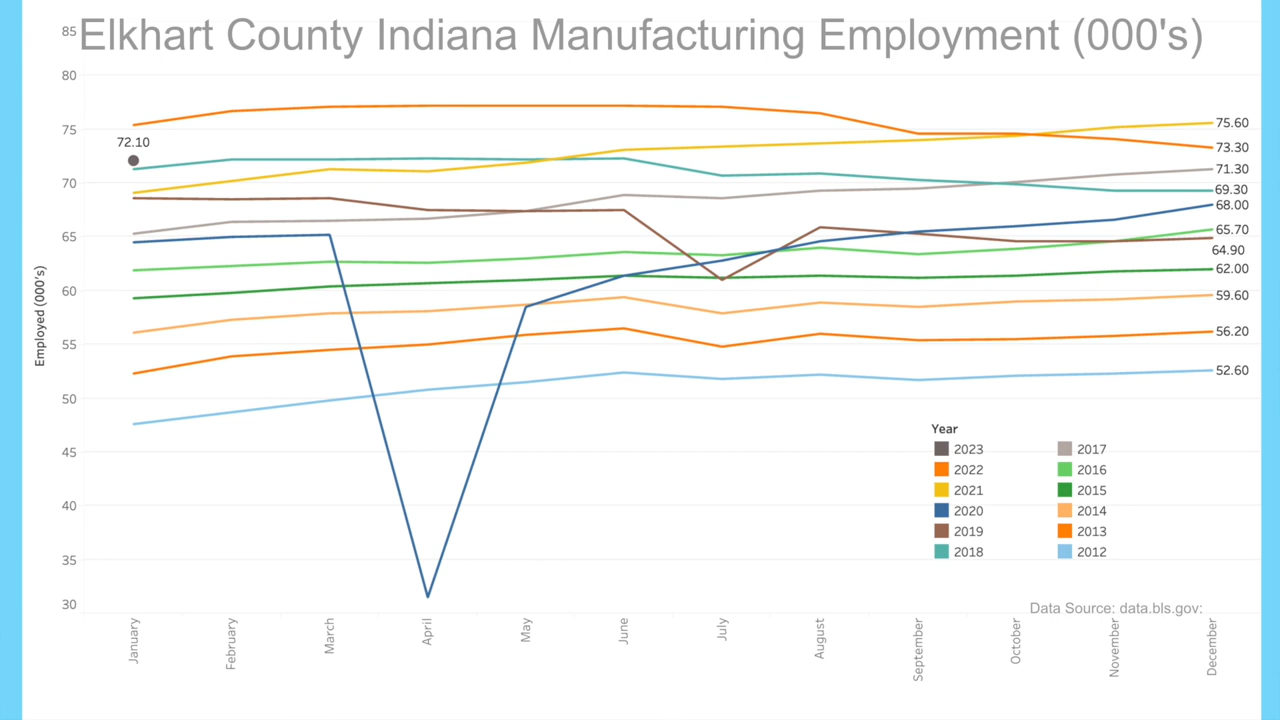 Elkhart County Indiana Manufacturing Employment (000's)
85
80
75
70
65
60
55
50
45
40
35
30
Employed (000's)
72.10
75.60
73.30
71.30
69.30
68.00
65.70
64.90
62.00
59.60
56.20
52.60
Year
2023 2017
2022 2016
2021 2015
2020 2014
2019 2013
2018 2012
Data Source: data.bls.gov:
January
February
March
April
May
June
July
August
September
October
November
December